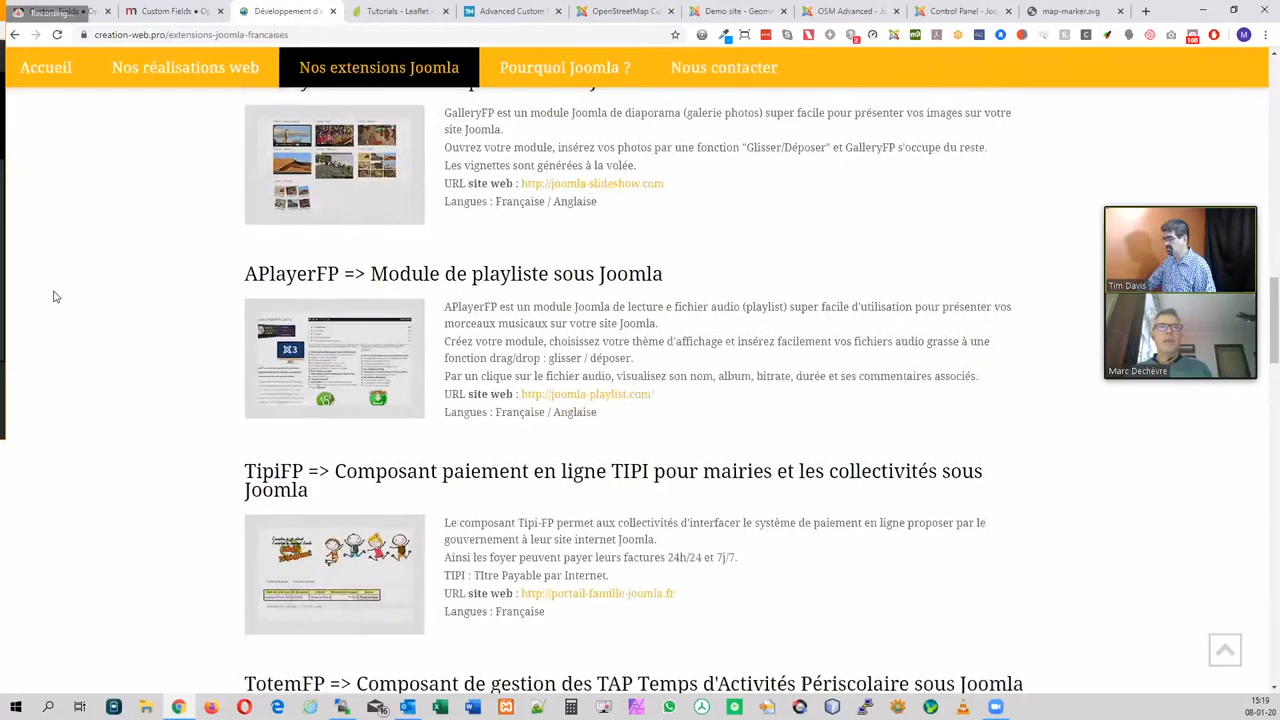 Recording...
Custom Fields • Op
Custom Fields • Op
Développement d'e
Tutorials - Leaflet -
Advanced Custom F
OpenStreetMap Cu
Demo Site - Geome
OSM Advanced - Jo
Control Panel - Joo
map-marker.svg
creation-web.pro/extensions-joomla-francaises
Accueil
Nos réalisations web
Nos extensions Joomla
Pourquoi Joomla ?
Nous contacter
GalleryFP est un module Joomla de diaporama (galerie photos) super facile pour présenter vos images sur votre
site Joomla.
Ouvrez votre module, insérez vos photos par une fonction "Glisser/Déposer" et GalleryFP s'occupe du reste.
Les vignettes sont générées à la volée.
URL site web : http://joomla-slideshow.com
Langues : Française / Anglaise
APlayerFP => Module de playliste sous Joomla
APlayerFP est un module Joomla de lecture e fichier audio (playlist) super facile d'utilisation pour présenter vos
morceaux musicaux sur votre site Joomla.
Créez votre module, choisissez votre thème d'affichage et insérez facilement vos fichiers audio grasse à une
fonction drag/drop : glisser / déposer.
Par un clique sur le fichier audio, visualisez son nom, album, extrate, durée et ses commentaires associés.
URL site web : http://joomla-playlist.com
Langues : Française / Anglaise
TipiFP => Composant paiement en ligne TIPI pour mairies et les collectivités sous
Joomla
Le composant Tipi-FP permet aux collectivités d'interfacer le système de paiement en ligne proposer par le
gouvernement à leur site internet Joomla.
Ainsi les foyer peuvent payer leurs factures 24h/24 et 7j/7.
TIPI : TItre Payable par Internet.
URL site web : http://portail-famille-joomla.fr
Langues : Française
TotemFP => Composant de gestion des TAP Temps d'Activités Périscolaire sous Joomla
Tim Davis
Marc Dechèvre
15:19
08-01-20